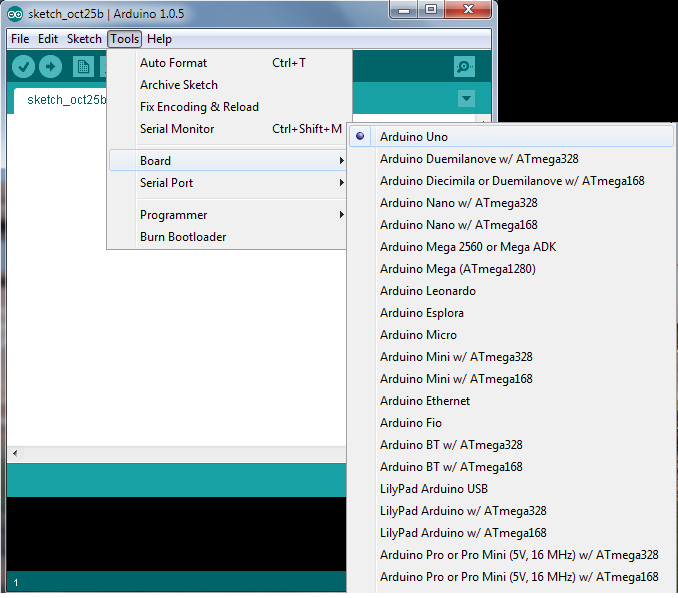 sketch_oct25b | Arduino 1.0.5
File Edit Sketch Tools Help
sketch_oct25b
Auto Format Ctrl+T
Archive Sketch
Fix Encoding & Reload
Serial Monitor Ctrl+Shift+M
Board
Serial Port
Programmer
Burn Bootloader
Arduino Uno
Arduino Duemilanove w/ ATmega328
Arduino Diecimila or Duemilanove w/ ATmega168
Arduino Nano w/ ATmega328
Arduino Nano w/ ATmega168
Arduino Mega 2560 or Mega ADK
Arduino Mega (ATmega1280)
Arduino Leonardo
Arduino Esplora
Arduino Micro
Arduino Mini w/ ATmega328
Arduino Mini w/ ATmega168
Arduino Ethernet
Arduino Fio
Arduino BT w/ ATmega328
Arduino BT w/ ATmega168
LilyPad Arduino USB
LilyPad Arduino w/ ATmega328
LilyPad Arduino w/ ATmega168
Arduino Pro or Pro Mini (5V, 16 MHz) w/ ATmega328
Arduino Pro or Pro Mini (5V, 16 MHz) w/ ATmega168
1